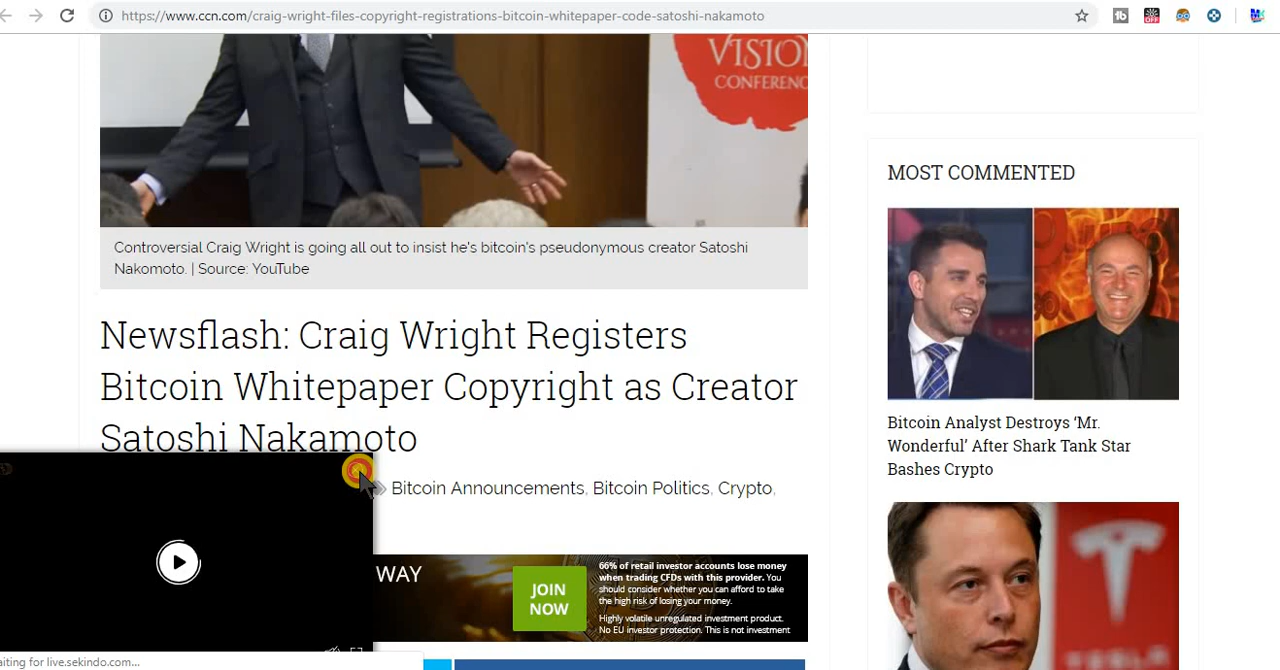 https://www.ccn.com/craig-wright-files-copyright-registrations-bitcoin-whitepaper-code-satoshi-nakamoto
OFF
VISION
CONFERENC
Controversial Craig Wright is going all out to insist he's bitcoin's pseudonymous creator Satoshi
Nakomoto. | Source: YouTube
Newsflash: Craig Wright Registers
Bitcoin Whitepaper Copyright as Creator
Satoshi Nakamoto
Bitcoin Announcements, Bitcoin Politics, Crypto,
WAY
JOIN
NOW
66% of retail investor accounts lose money
when trading CFDs with this provider. You
should consider whether you can afford to take
the high risk of losing your money.
Highly volatile unregulated investment product.
No EU investor protection. This is not investment
aiting for live.sekindo.com...
MOST COMMENTED
Bitcoin Analyst Destroys ‘Mr.
Wonderful’ After Shark Tank Star
Bashes Crypto
TESLA